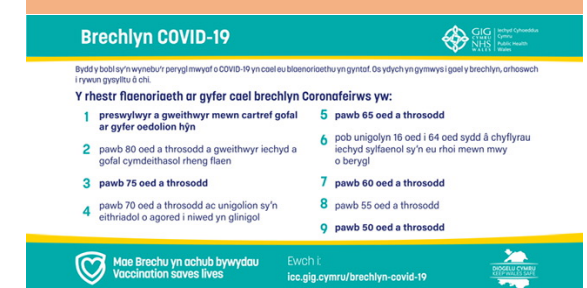 Brechlyn COVID-19
GIG
CYMRU
NHS
WALES
Iechyd Cyhoeddus
Cymru
Public Health
Wales
Bydd y bobl sy'n wynebu'r perygl mwyaf o COVID-19 yn cael eu blaenoriaethu yn gyntaf. Os ydych yn gymwys i gael y brechlyn, arhoswch
i rywun gysylltu â chi.
Y rhestr flaenoriaeth ar gyfer cael brechlyn Coronafeirws yw:
1 preswylwyr a gweithwyr mewn cartref gofal
ar gyfer oedolion hŷn
2 pawb 80 oed a throsodd a gweithwyr iechyd a
gofal cymdeithasol rheng flaen
3 pawb 75 oed a throsodd
4 pawb 70 oed a throsodd ac unigolion sy'n
eithriadol o agored i niwed yn glinigol
5 pawb 65 oed a throsodd
6 pob unigolyn 16 oed i 64 oed sydd â chyflyrau
iechyd sylfaenol sy'n eu rhoi mewn mwy
o berygl
7 pawb 60 oed a throsodd
8 pawb 55 oed a throsodd
9 pawb 50 oed a throsodd
Mae Brechu yn achub bywydau
Vaccination saves lives
Ewch i:
icc.gig.cymru/brechlyn-covid-19
DIOGELU CYMRU
KEEP WALES SAFE